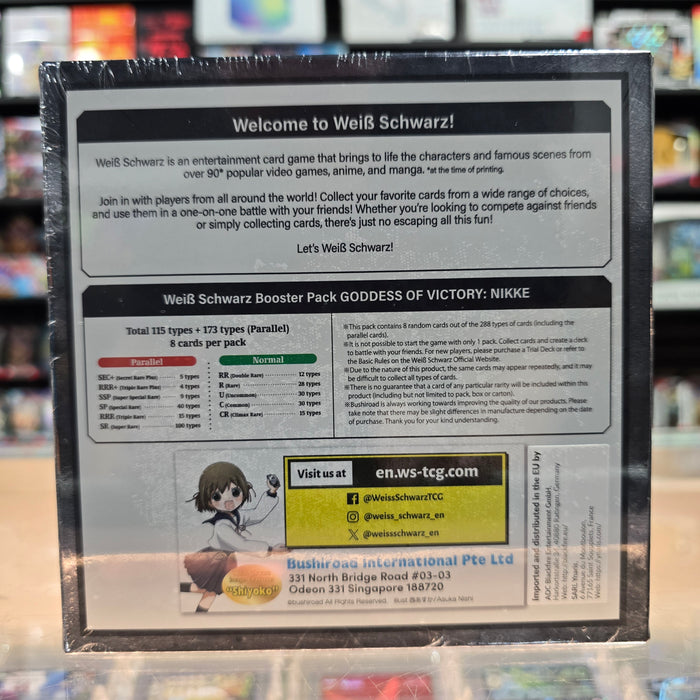 Welcome to Weiß Schwarz!
Weiß Schwarz is an entertainment card game that brings to life the characters and famous scenes from
over 90* popular video games, anime, and manga. *at the time of printing.
Join in with players from all around the world! Collect your favorite cards from a wide range of choices,
and use them in a one-on-one battle with your friends! Whether you're looking to compete against friends
or simply collecting cards, there's just no escaping all this fun!
Let's Weiß Schwarz!
Weiß Schwarz Booster Pack GODDESS OF VICTORY: NIKKE
Total 115 types + 173 types (Parallel)
8 cards per pack
Parallel
SEC+ (Secret Rare Plus) 5 types
RRR+ (Triple Rare Plus) 4 types
SSP (Super Special Rare) 9 types
SP (Special Rare) 40 types
RRR (Triple Rare) 15 types
SR (Super Rare) 100 types
Normal
RR (Double Rare) 12 types
R (Rare) 28 types
U (Uncommon) 30 types
C (Common) 30 types
CR (Climax Rare) 15 types
※This pack contains 8 random cards out of the 288 types of cards (including the
parallel cards).
※It is not possible to start the game with only 1 pack. Collect cards and create a deck
to battle with your friends. For new players, please purchase a Trial Deck or refer to
the Basic Rules on the Weiß Schwarz Official Website.
※Due to the nature of this product, the same cards may appear repeatedly, and it may
be difficult to collect all types of cards.
※There is no guarantee that a card of any particular rarity will be included within this
product (including but not limited to pack, box or carton).
※Bushiroad is always working towards improving the quality of our products. Please
take note that there may be slight differences in manufacture depending on the date
of purchase. Thank you for your kind understanding.
Visit us at en.ws-tcg.com
@WeissSchwarzTCG
@weiss_schwarz_en
@weissschwarz_en
"Shiyoko"
Bushiroad International Pte Ltd
331 North Bridge Road #03-03
Odeon 331 Singapore 188720
©bushiroad All Rights Reserved.
Imported and distributed in the EU by
ADC Blackfire Entertainment GmbH,